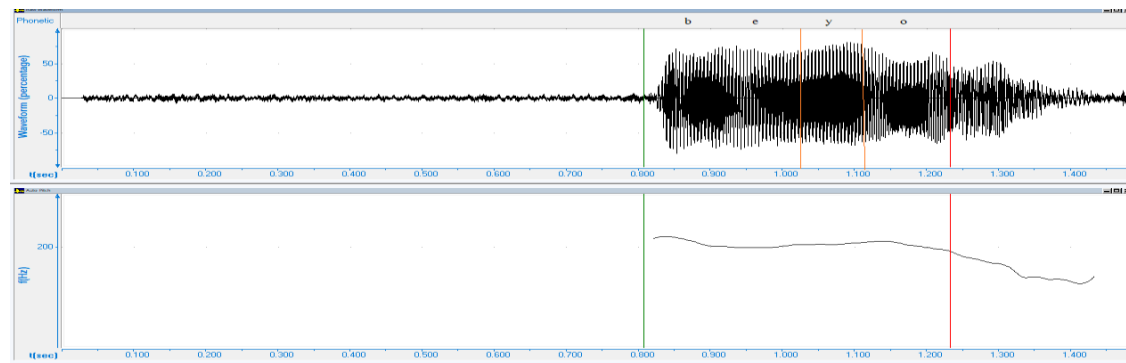 Phonetic b e y o
Waveform (percentage)
50
0
-50
t(sec) 0.100 0.200 0.300 0.400 0.500 0.600 0.700 0.800 0.900 1.000 1.100 1.200 1.300 1.400
Auto Pitch
f(Hz)
200
t(sec) 0.100 0.200 0.300 0.400 0.500 0.600 0.700 0.800 0.900 1.000 1.100 1.200 1.300 1.400